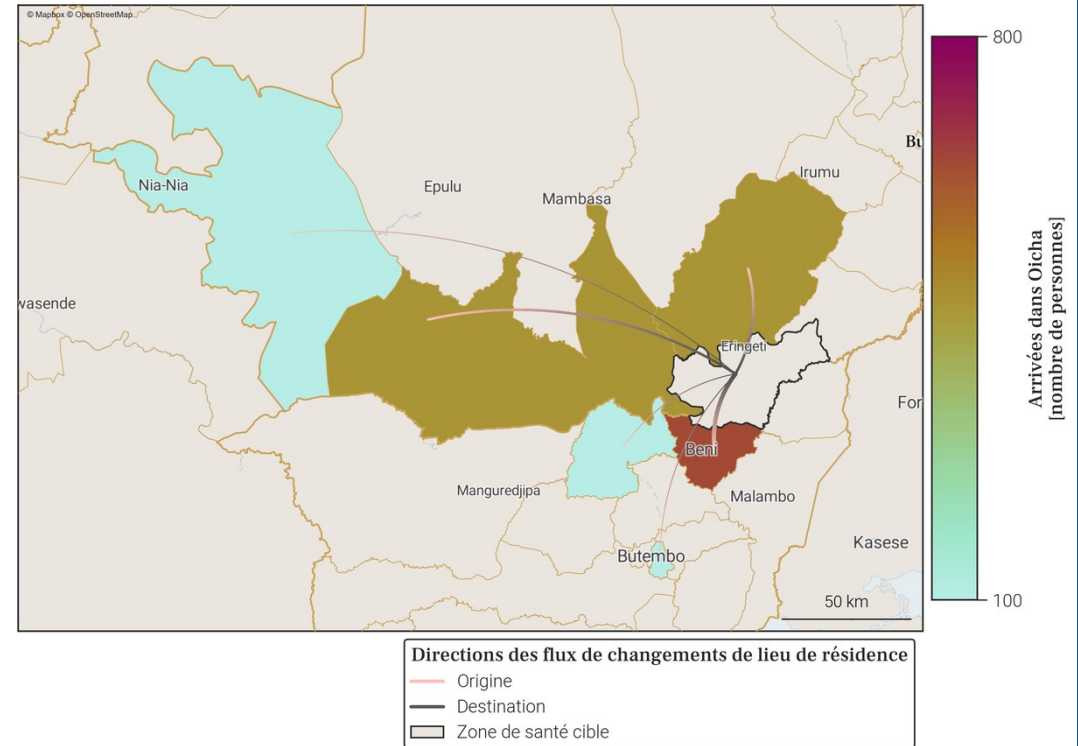 © Mapbox © OpenStreetMap
800
Bu
Irumu
Nia-Nia
Epulu
Mambasa
wasende
Eringeti
For
Beni
Manguredjipa
Malambo
Kasese
Butembo
50 km
100
Arrivées dans Oicha
[nombre de personnes]
Directions des flux de changements de lieu de résidence
Origine
Destination
Zone de santé cible